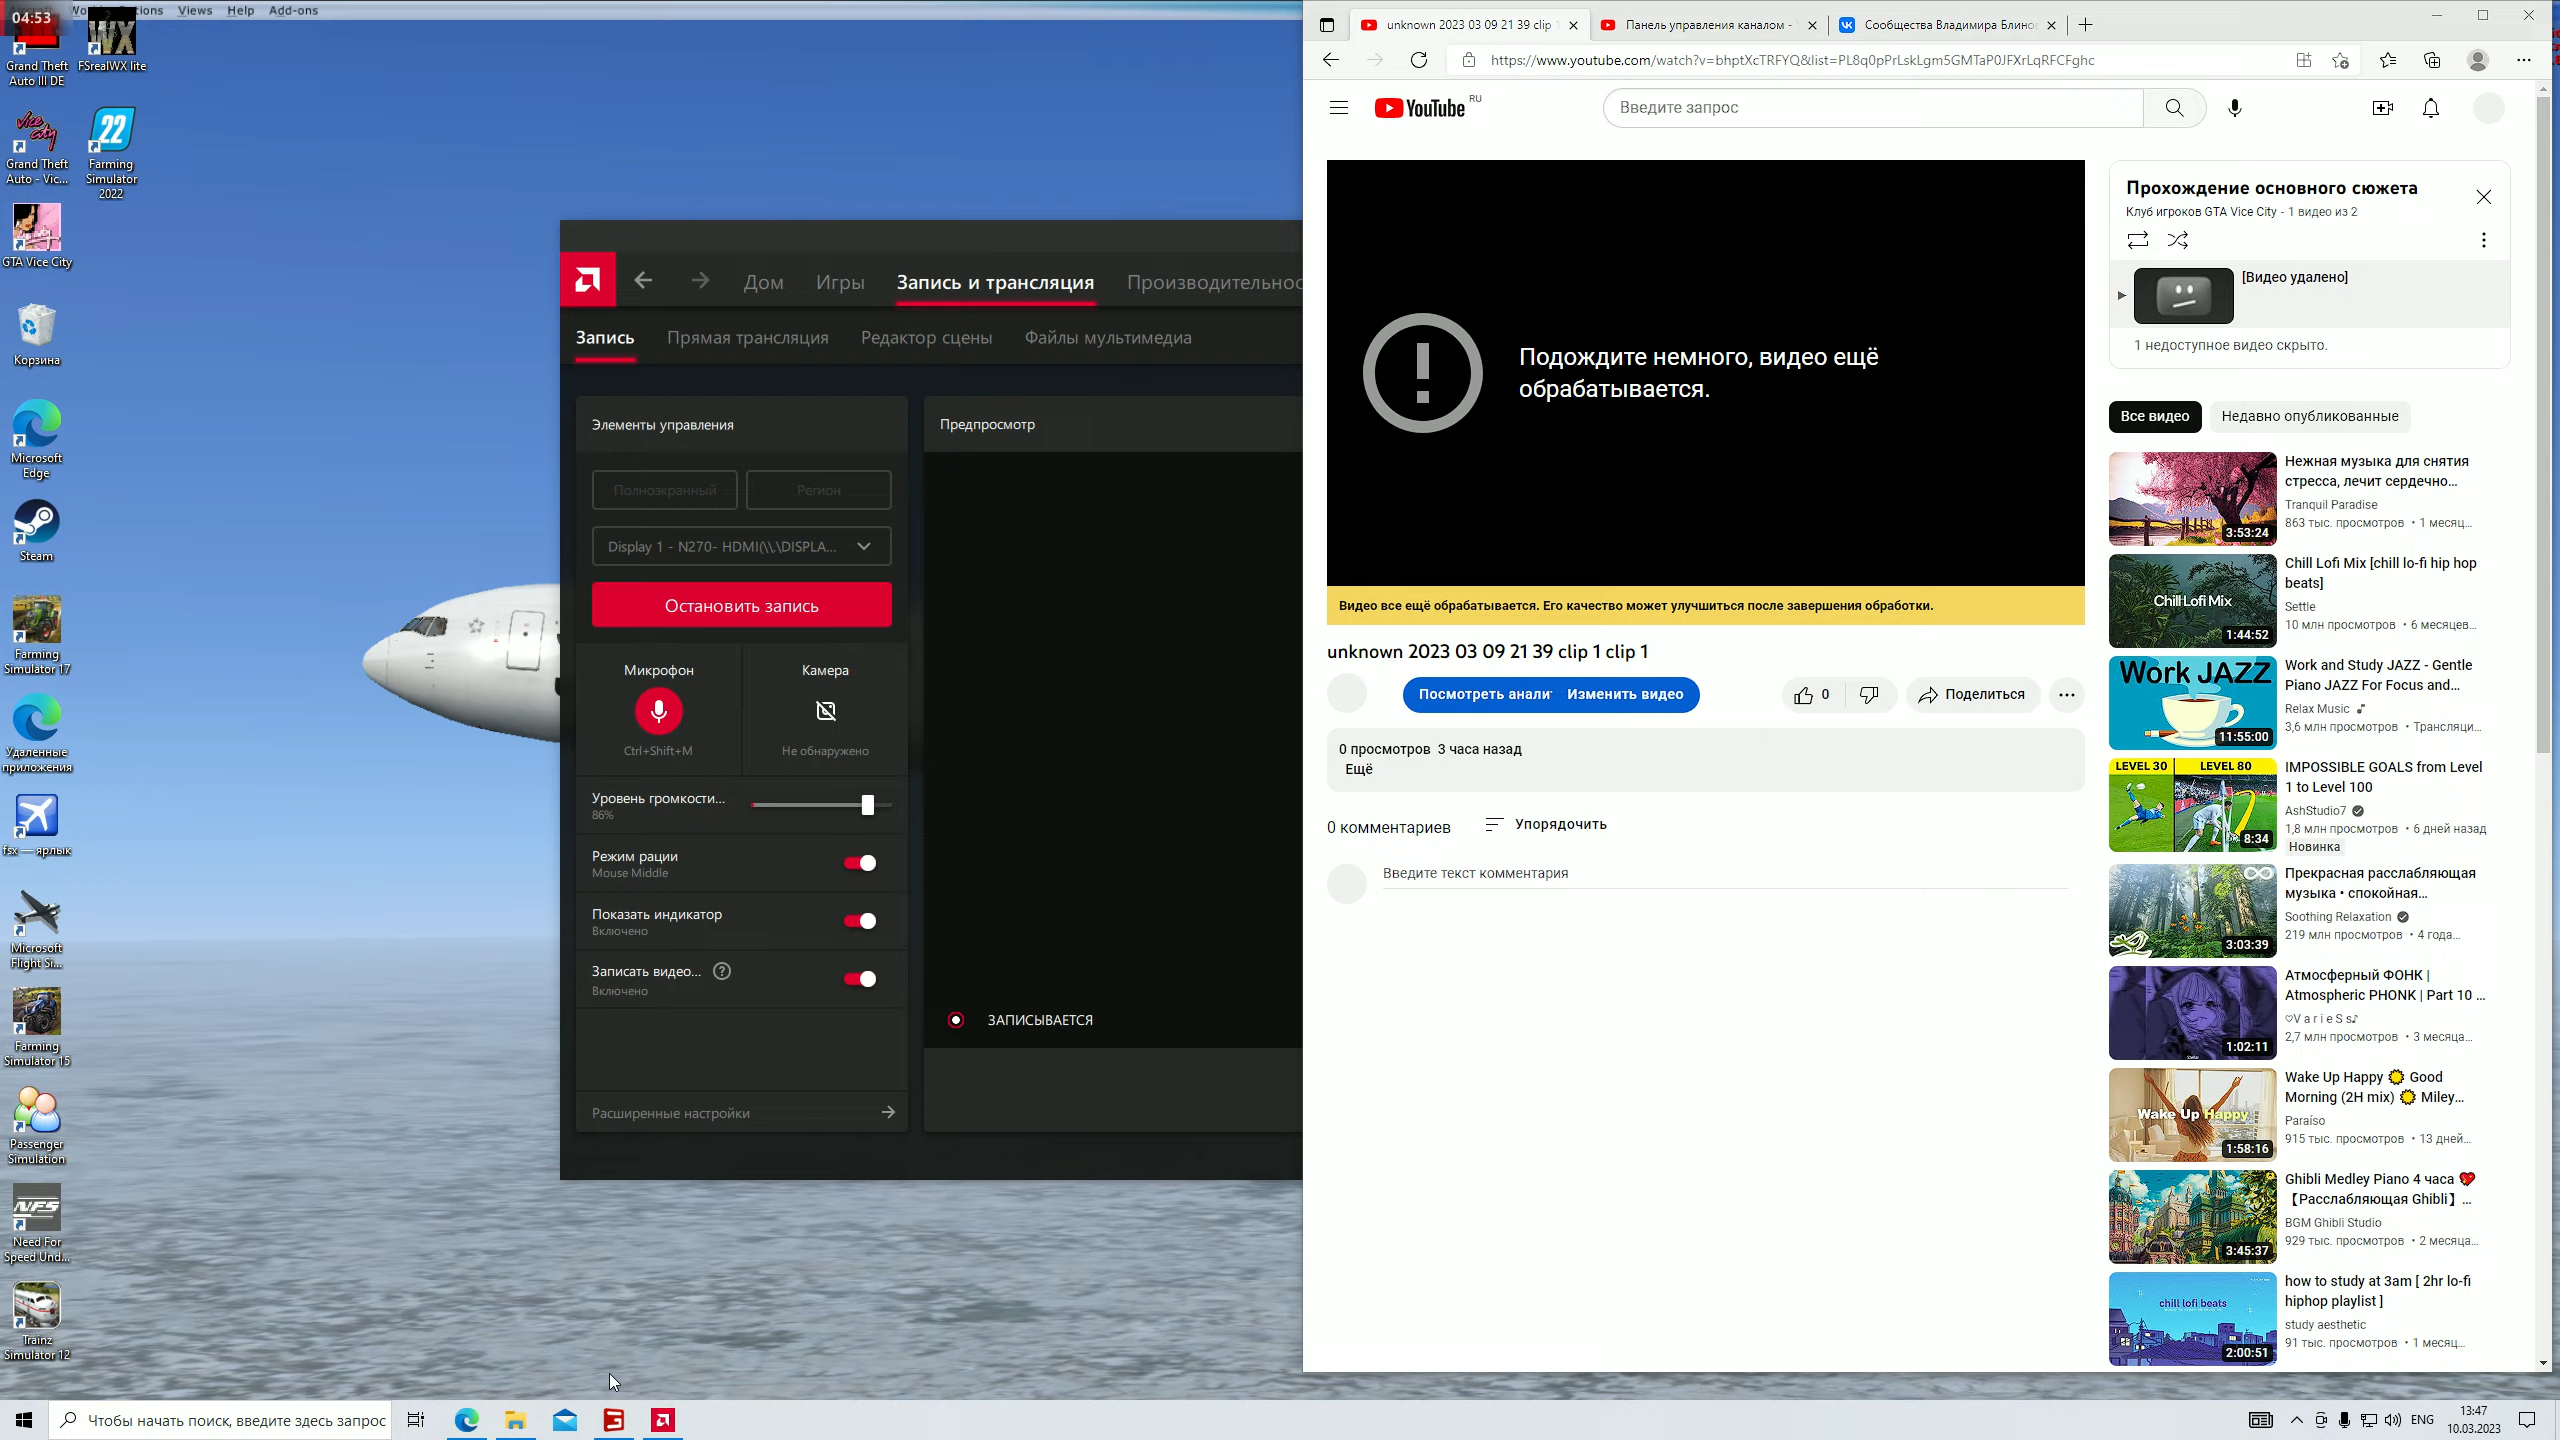 04:53
Options
Views
Help
Add-ons
Grand Theft
Auto III DE
FSrealWX lite
Grand Theft
Auto - Vic...
Farming
Simulator
2022
GTA Vice City
Корзина
Microsoft
Edge
Steam
Farming
Simulator 17
Удаленные
приложения
fsx — ярлык
Microsoft
Flight Si...
Farming
Simulator 15
Passenger
Simulation
Need For
Speed Und...
Trainz
Simulator 12
Дом
Игры
Запись и трансляция
Производительнос
Запись
Прямая трансляция
Редактор сцены
Файлы мультимедиа
Элементы управления
Предпросмотр
Полноэкранный
Регион
Display 1 - N270- HDMI(\\.\DISPLA...
Остановить запись
Микрофон
Камера
Ctrl+Shift+M
Не обнаружено
Уровень громкости...
86%
Режим рации
Mouse Middle
Показать индикатор
Включено
Записать видео...
Включено
Расширенные настройки
ЗАПИСЫВАЕТСЯ
unknown 2023 03 09 21 39 clip
Панель управления каналом -
Сообщества Владимира Блино
https://www.youtube.com/watch?v=bhptXcTRFYQ&list=PL8q0pPrLskLgm5GMTaP0JFXrLqRFCFghc
YouTube
RU
Введите запрос
Подождите немного, видео ещё
обрабатывается.
Видео все ещё обрабатывается. Его качество может улучшиться после завершения обработки.
unknown 2023 03 09 21 39 clip 1 clip 1
Посмотреть анали
Изменить видео
0
Поделиться
0 просмотров 3 часа назад
Ещё
0 комментариев
Упорядочить
Введите текст комментария
Прохождение основного сюжета
Клуб игроков GTA Vice City - 1 видео из 2
[Видео удалено]
1 недоступное видео скрыто.
Все видео
Недавно опубликованные
3:53:24
Нежная музыка для снятия
стресса, лечит сердечно...
Tranquil Paradise
863 тыс. просмотров • 1 месяц...
Chill Lofi Mix
1:44:52
Chill Lofi Mix [chill lo-fi hip hop
beats]
Settle
10 млн просмотров • 6 месяцев...
Work JAZZ
11:55:00
Work and Study JAZZ - Gentle
Piano JAZZ For Focus and...
Relax Music
3,6 млн просмотров • Трансляци...
LEVEL 30
LEVEL 80
8:34
IMPOSSIBLE GOALS from Level
1 to Level 100
AshStudio7
1,8 млн просмотров • 6 дней назад
Новинка
3:03:39
Прекрасная расслабляющая
музыка • спокойная...
Soothing Relaxation
219 млн просмотров • 4 года...
1:02:11
Атмосферный ФОНК |
Atmospheric PHONK | Part 10 ...
♡V a r i e S s♪
2,7 млн просмотров • 3 месяца...
Wake Up Happy
1:58:16
Wake Up Happy 🌞 Good
Morning (2H mix) 🌞 Miley...
Paraíso
915 тыс. просмотров • 13 дней...
3:45:37
Ghibli Medley Piano 4 часа 💖
【Расслабляющая Ghibli】...
BGM Ghibli Studio
929 тыс. просмотров • 2 месяца...
chill lofi beats
2:00:51
how to study at 3am [ 2hr lo-fi
hiphop playlist ]
study aesthetic
91 тыс. просмотров • 1 месяц...
Чтобы начать поиск, введите здесь запрос
ENG
13:47
10.03.2023